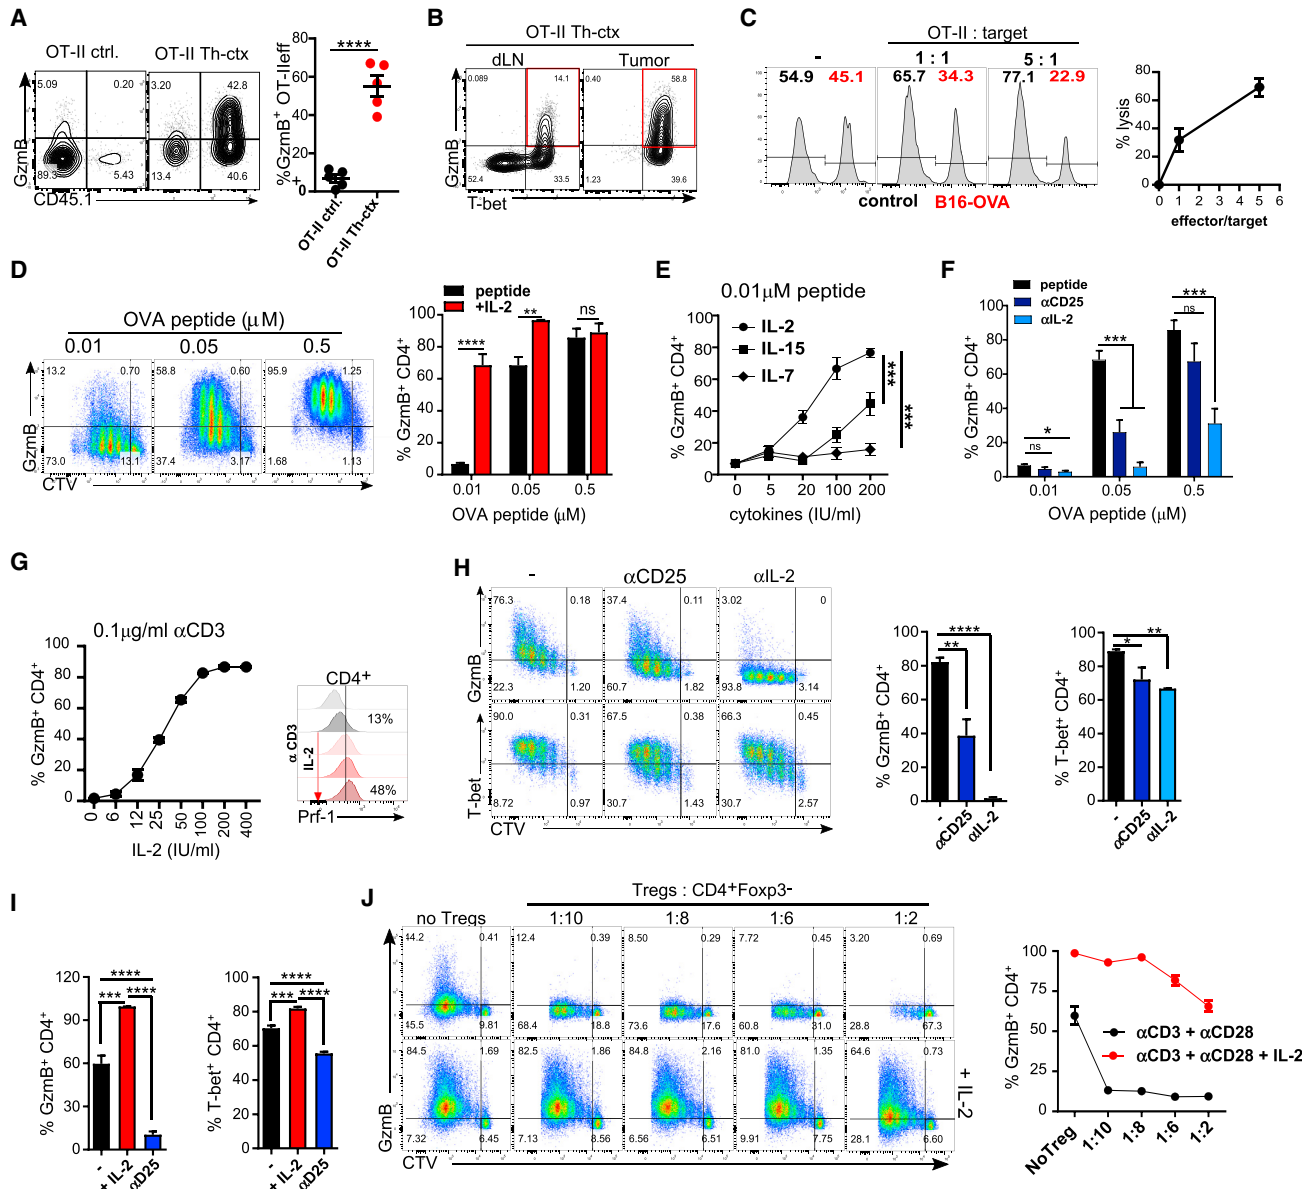 A
OT-II ctrl.
OT-II Th-ctx
5.09
0.20
3.20
42.8
89.3
5.43
13.4
40.6
GzmB
CD45.1
****
%GzmB+ OT-IIeff
80
60
40
20
0
OT-II ctrl.
OT-II Th-ctx
B
OT-II Th-ctx
dLN
Tumor
0.089
14.1
0.40
58.8
52.4
33.5
1.23
39.6
GzmB
T-bet
C
OT-II : target
-
1 : 1
5 : 1
54.9
45.1
65.7
34.3
77.1
22.9
control
B16-OVA
% lysis
80
60
40
20
0
0 1 2 3 4 5 6
effector/target
D
OVA peptide (μM)
0.01
0.05
0.5
13.2
0.70
58.8
0.60
95.9
1.25
73.0
13.1
37.4
3.17
1.68
1.13
GzmB
CTV
peptide
+IL-2
****
**
ns
% GzmB+ CD4+
100
80
60
40
20
0
0.01
0.05
0.5
OVA peptide (μM)
E
0.01μM peptide
IL-2
IL-15
IL-7
***
***
% GzmB+ CD4+
100
80
60
40
20
0
0 5 20 100 200
cytokines (IU/ml)
F
peptide
αCD25
αIL-2
ns
*
***
ns
***
% GzmB+ CD4+
100
80
60
40
20
0
0.01
0.05
0.5
OVA peptide (μM)
G
0.1μg/ml αCD3
% GzmB+ CD4+
100
80
60
40
20
0
0 6 12 25 50 100 200 400
IL-2 (IU/ml)
CD4+
13%
48%
α CD3
IL-2
Prf-1
H
-
αCD25
αIL-2
76.3
0.18
37.4
0.11
3.02
0
22.3
1.20
60.7
1.82
93.8
3.14
GzmB
90.0
0.31
67.5
0.38
66.3
0.45
8.72
0.97
30.7
1.43
30.7
2.57
T-bet
CTV
****
**
% GzmB+ CD4+
100
80
60
40
20
0
-
αCD25
αIL-2
**
*
% T-bet+ CD4+
100
80
60
40
20
0
-
αCD25
αIL-2
I
****
***
****
% GzmB+ CD4+
120
90
60
30
0
-
+ IL-2
αD25
****
***
****
% T-bet+ CD4+
100
80
60
40
20
0
-
+ IL-2
αD25
J
Tregs : CD4+Foxp3-
no Tregs
1:10
1:8
1:6
1:2
44.2
0.41
12.4
0.39
8.50
0.29
7.72
0.45
3.20
0.69
45.5
9.81
68.4
18.8
73.6
17.6
60.8
31.0
28.8
67.3
84.5
1.69
82.5
1.86
84.8
2.16
81.0
1.35
64.6
0.73
7.32
6.45
7.13
8.56
6.56
6.51
9.91
7.75
28.1
6.60
GzmB
CTV
+ IL-2
% GzmB+ CD4+
100
75
50
25
0
αCD3 + αCD28
αCD3 + αCD28 + IL-2
NoTreg
1:10
1:8
1:6
1:2